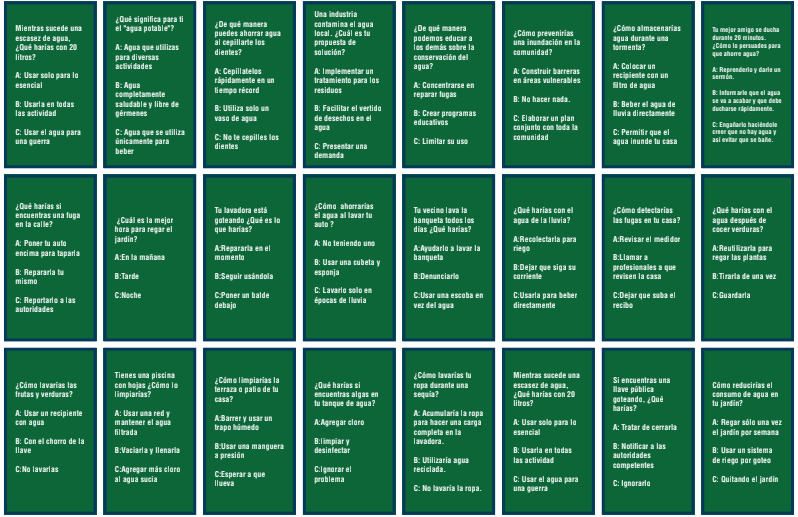 Mientras sucede una
escasez de agua,
¿Qué harías con 20
litros?
A: Usar solo para lo
esencial
B: Usarla en todas
las actividad
C: Usar el agua para
una guerra
¿Qué significa para ti
el "agua potable"?
A: Agua que utilizas
para diversas
actividades
B: Agua
completamente
saludable y libre de
gérmenes
C: Agua que se utiliza
únicamente para
beber
¿De qué manera
puedes ahorrar agua
al cepillarte los
dientes?
A: Cepíllatelos
rápidamente en un
tiempo récord
B: Utiliza solo un
vaso de agua
C: No te cepilles los
dientes
Una industria
contamina el agua
local. ¿Cuál es tu
propuesta de
solución?
A: Implementar un
tratamiento para los
residuos
B: Facilitar el vertido
de desechos en el
agua
C: Presentar una
demanda
¿De qué manera
podemos educar a
los demás sobre la
conservación del
agua?
A: Concentrarse en
reparar fugas
B: Crear programas
educativos
C: Limitar su uso
¿Cómo prevenirías
una inundación en la
comunidad?
A: Construir barreras
en áreas vulnerables
B: No hacer nada.
C: Elaborar un plan
conjunto con toda la
comunidad
¿Cómo almacenarías
agua durante una
tormenta?
A: Colocar un
recipiente con un
filtro de agua
B: Beber el agua de
lluvia directamente
C: Permitir que el
agua inunde tu casa
Tu mejor amigo se ducha
durante 20 minutos.
¿Cómo lo persuades para
que ahorre agua?
A: Reprenderlo y darle un
sermón.
B: Informarle que el agua
se va a acabar y que debe
ducharse rápidamente.
C: Engañarlo haciéndole
creer que no hay agua y
así evitar que se bañe.
¿Qué harías si
encuentras una fuga
en la calle?
A: Poner tu auto
encima para taparla
B: Repararla tu
mismo
C: Reportarlo a las
autoridades
¿Cuál es la mejor
hora para regar el
jardín?
A:En la mañana
B:Tarde
C:Noche
Tu lavadora está
goteando ¿Qué es lo
que harías?
A:Repararla en el
momento
B:Seguir usándola
C:Poner un balde
debajo
¿Cómo ahorrarías
el agua al lavar tu
auto ?
A: No teniendo uno
B: Usar una cubeta y
esponja
C: Lavarlo solo en
épocas de lluvia
Tu vecino lava la
banqueta todos los
días ¿Qué harías?
A:Ayudarlo a lavar la
banqueta
B:Denunciarlo
C:Usar una escoba en
vez del agua
¿Qué harías con el
agua de la lluvia?
A:Recolectarla para
riego
B:Dejar que siga su
corriente
C:Usarla para beber
directamente
¿Cómo detectarías
las fugas en tu casa?
A:Revisar el medidor
B:Llamar a
profesionales a que
revisen la casa
C:Dejar que suba el
recibo
¿Qué harías con el
agua después de
cocer verduras?
A:Reutilizarla para
regar las plantas
B:Tirarla de una vez
C:Guardarla
¿Cómo lavarías las
frutas y verduras?
A: Usar un recipiente
con agua
B: Con el chorro de la
llave
C:No lavarlas
Tienes una piscina
con hojas ¿Cómo lo
limpiarías?
A: Usar una red y
mantener el agua
filtrada
B:Vaciarla y llenarla
C:Agregar más cloro
al agua sucia
¿Cómo limpiarías la
terraza o patio de tu
casa?
A:Barrer y usar un
trapo húmedo
B:Usar una manguera
a presión
C:Esperar a que
llueva
¿Qué harías si
encuentras algas en
tu tanque de agua?
A:Agregar cloro
B:limpiar y
desinfectar
C:Ignorar el
problema
¿Cómo lavarías tu
ropa durante una
sequía?
A: Acumularía la ropa
para hacer una carga
completa en la
lavadora.
B: Utilizaría agua
reciclada.
C: No lavaría la ropa.
Mientras sucede una
escasez de agua,
¿Qué harías con 20
litros?
A: Usar solo para lo
esencial
B: Usarla en todas
las actividad
C: Usar el agua para
una guerra
Si encuentras una
llave pública
goteando, ¿Qué
harías?
A: Tratar de cerrarla
B: Notificar a las
autoridades
competentes
C: Ignorarlo
Cómo reducirías el
consumo de agua en
tu jardín?
A: Regar sólo una vez
el jardín por semana
B: Usar un sistema
de riego por goteo
C: Quitando el jardín